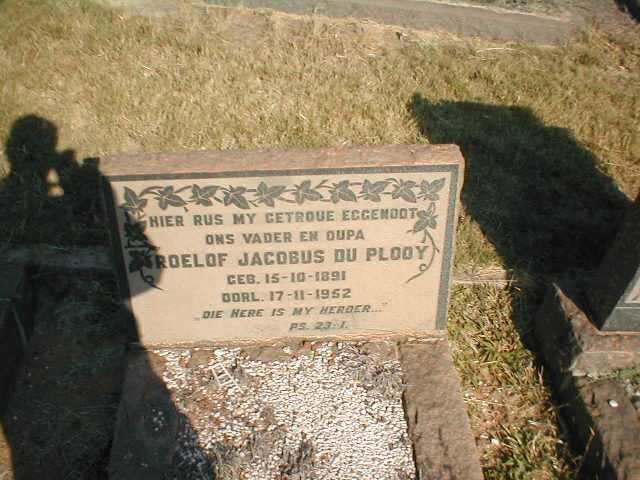 HIER RUS MY GETROUE EGGENOOT
ONS VADER EN OUPA
ROELOF JACOBUS DU PLOOY
GEB. 15-10-1891
OORL. 17-11-1952
„DIE HERE IS MY HERDER..."
PS. 23:1.